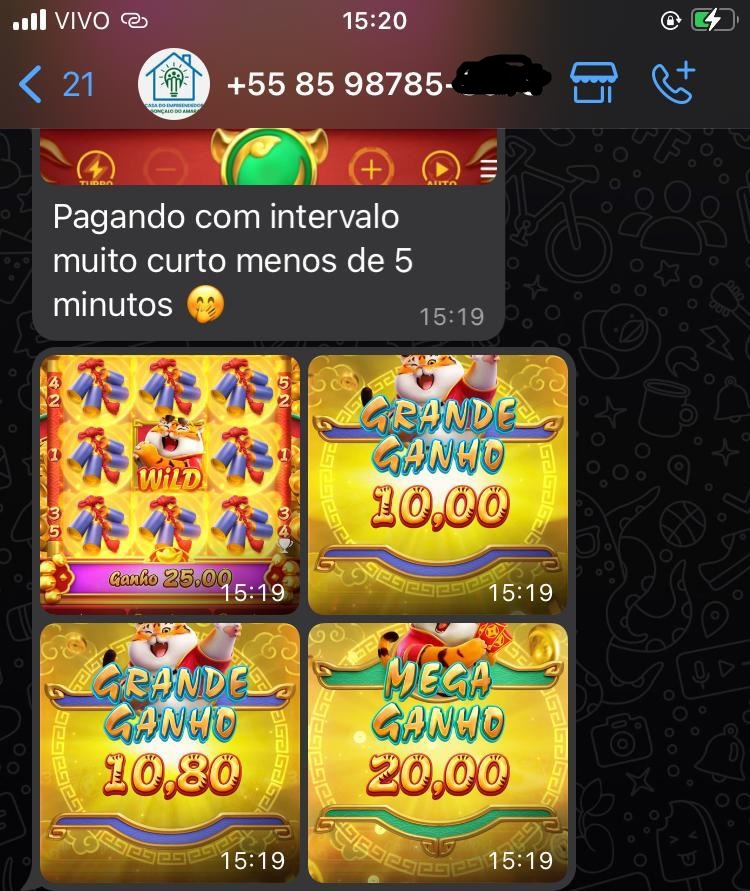 VIVO
15:20
21
+55 85 98785-
CASA DO EMPREENDEDOR
GONÇALO DO AMARA
TURBO
AUTO
Pagando com intervalo
muito curto menos de 5
minutos 🤭
15:19
4
2
5
2
1
1
3
5
3
4
WiLD
Ganho 25,00
15:19
GRANDE
GANHO
10,00
15:19
GRANDE
GANHO
10,80
15:19
MEGA
GANHO
20,00
15:19